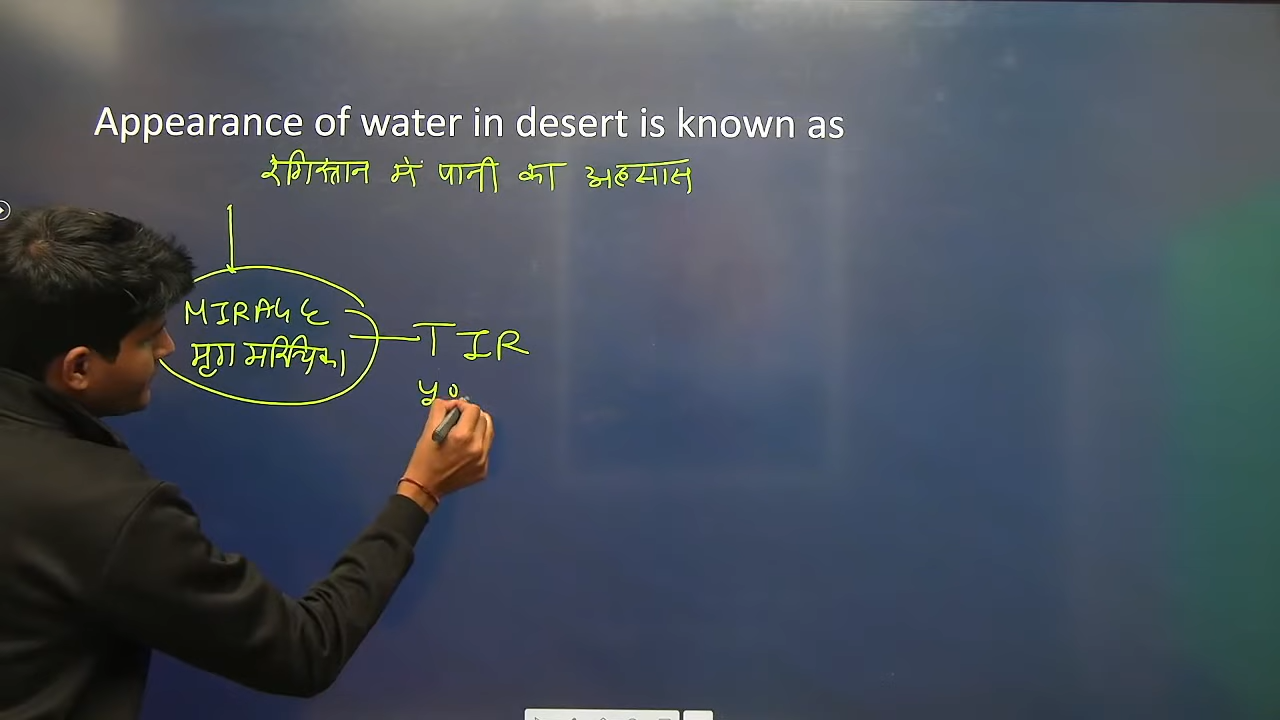 Appearance of water in desert is known as
रेगिस्तान में पानी का अहसास
MIRAGE
मृग मरिचिका
TIR
पू